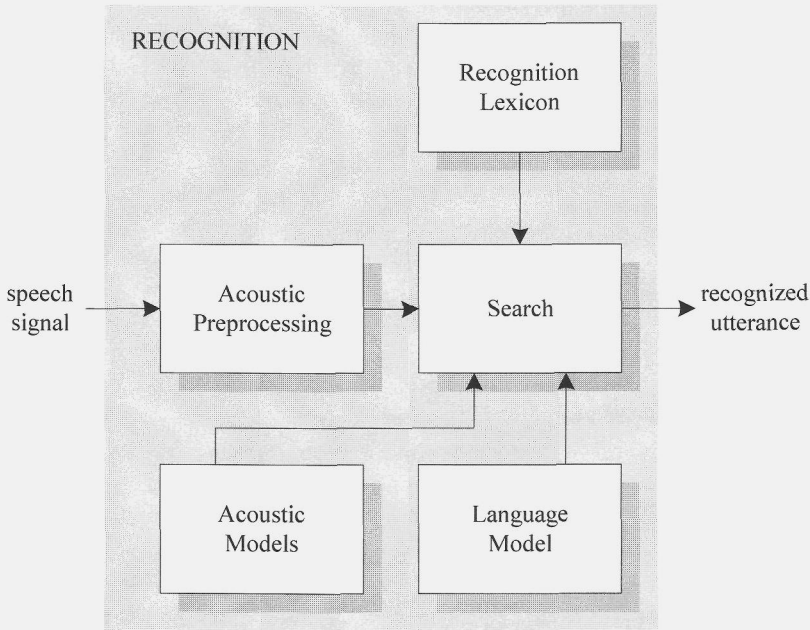 RECOGNITION
Recognition
Lexicon
speech
signal
Acoustic
Preprocessing
Search
recognized
utterance
Acoustic
Models
Language
Model